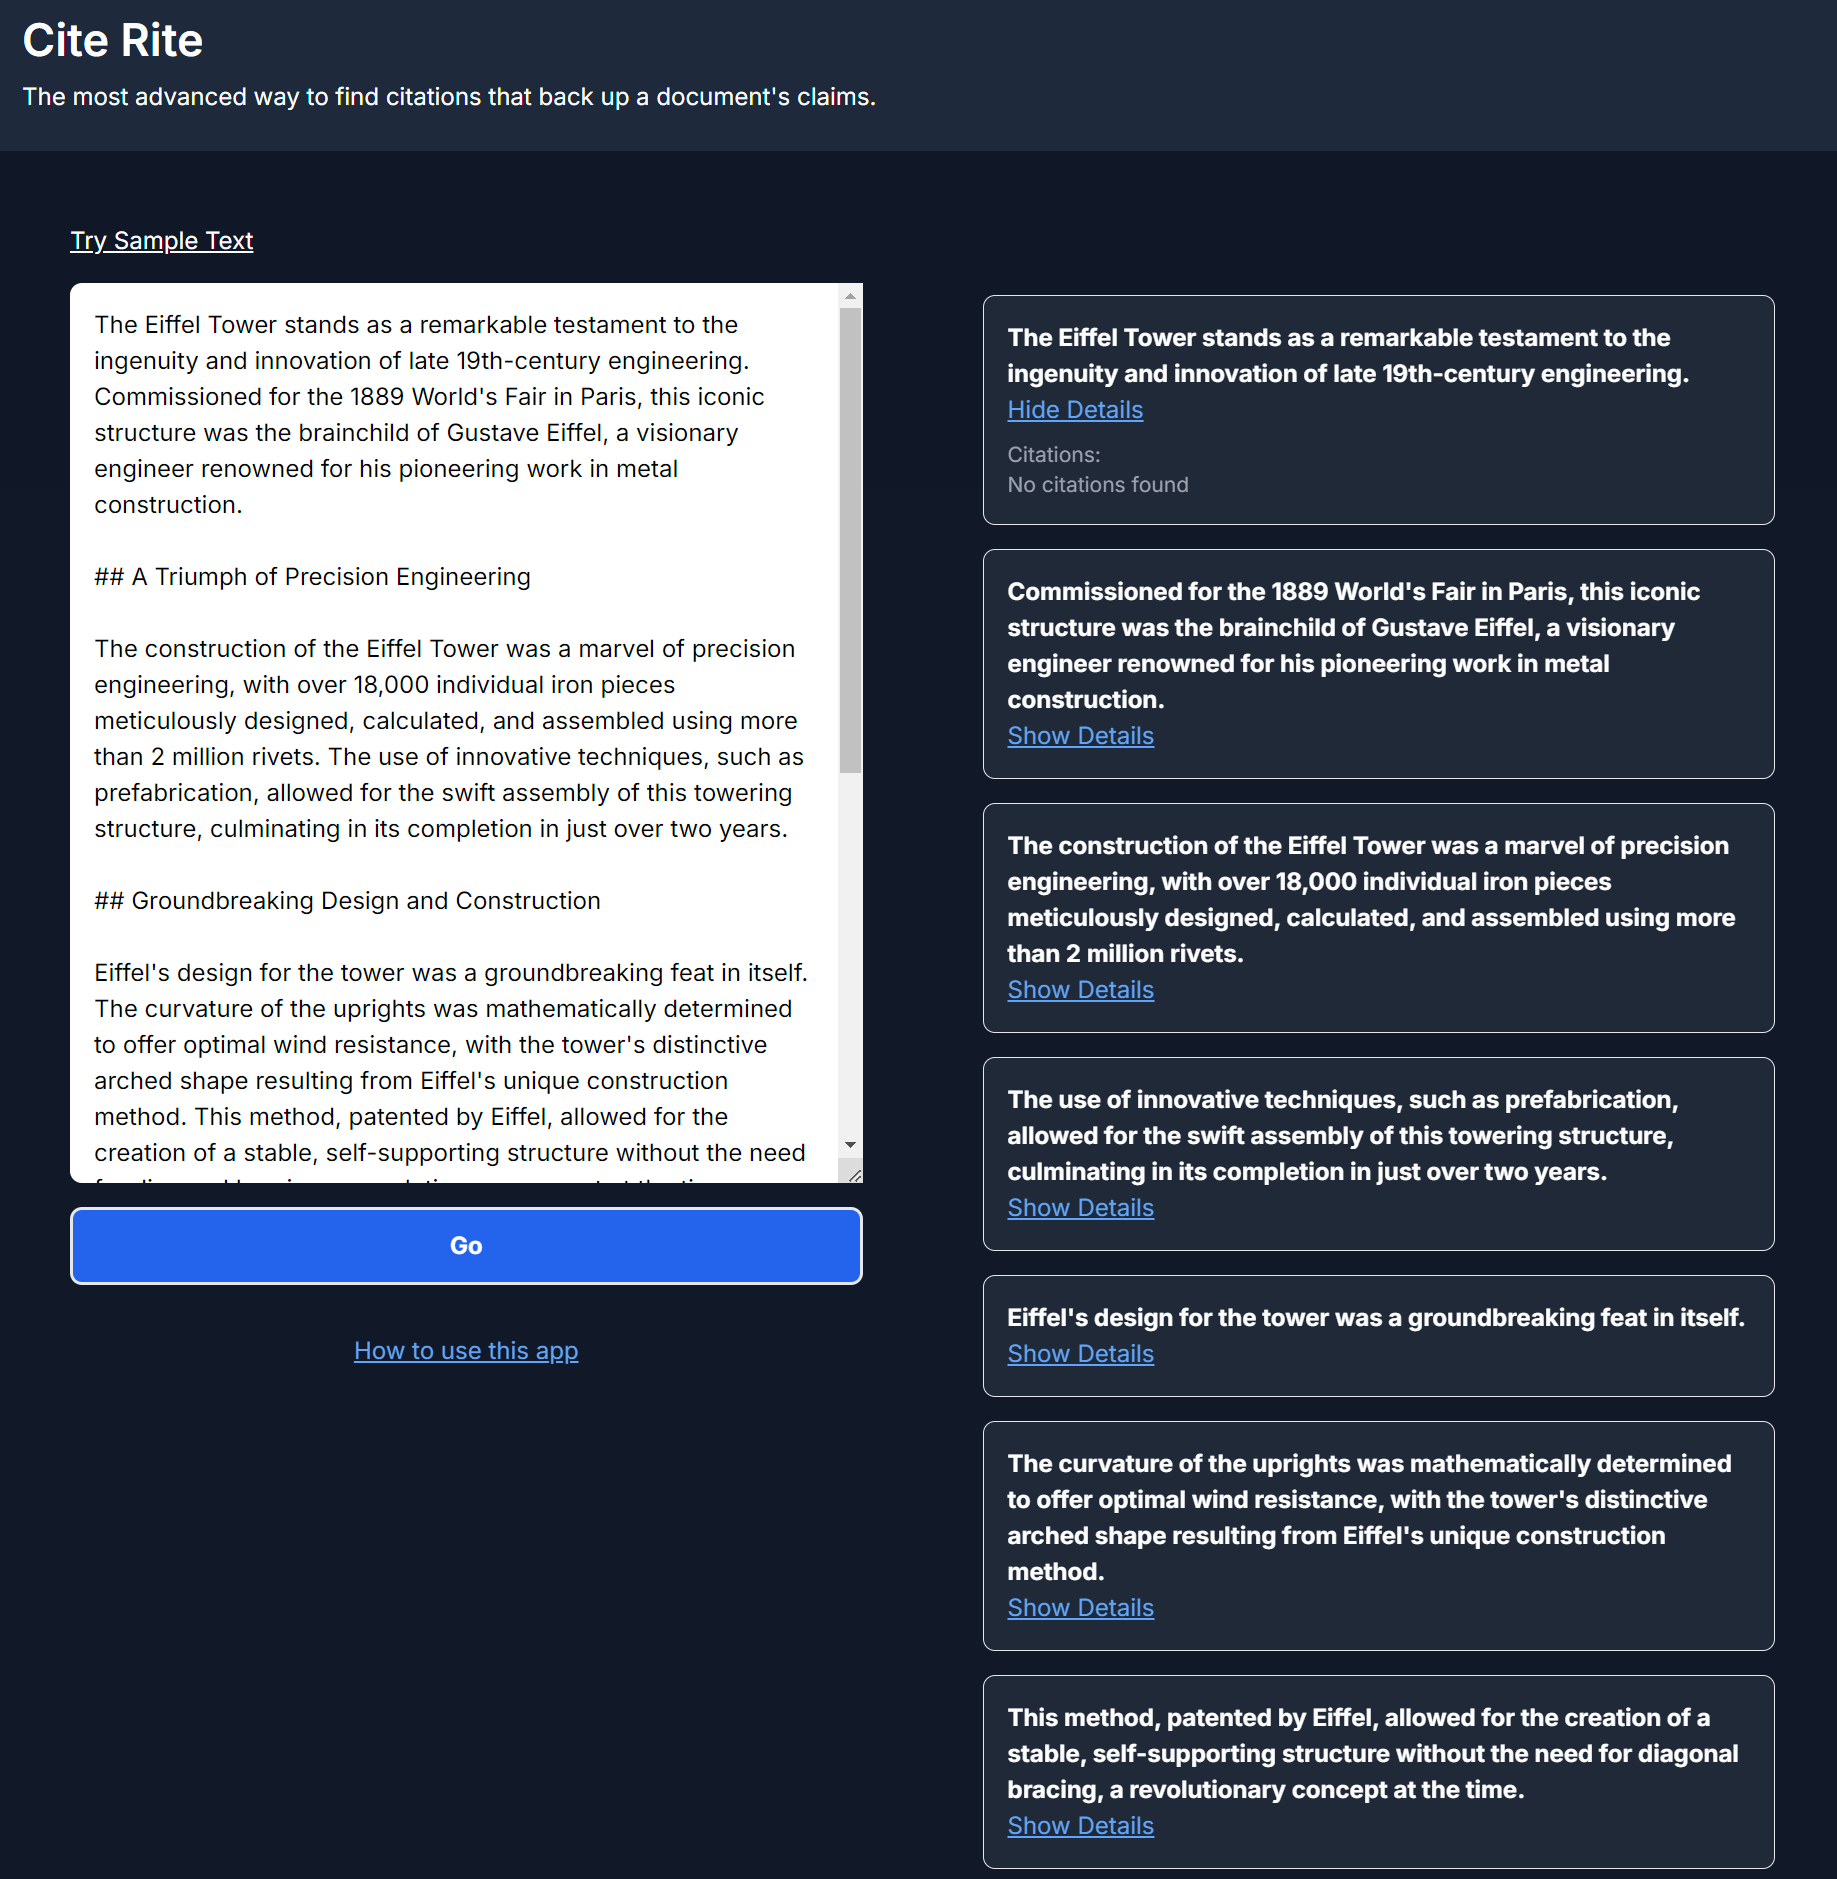 Cite Rite
The most advanced way to find citations that back up a document's claims.
Try Sample Text
The Eiffel Tower stands as a remarkable testament to the
ingenuity and innovation of late 19th-century engineering.
Commissioned for the 1889 World's Fair in Paris, this iconic
structure was the brainchild of Gustave Eiffel, a visionary
engineer renowned for his pioneering work in metal
construction.
## A Triumph of Precision Engineering
The construction of the Eiffel Tower was a marvel of precision
engineering, with over 18,000 individual iron pieces
meticulously designed, calculated, and assembled using more
than 2 million rivets. The use of innovative techniques, such as
prefabrication, allowed for the swift assembly of this towering
structure, culminating in its completion in just over two years.
## Groundbreaking Design and Construction
Eiffel's design for the tower was a groundbreaking feat in itself.
The curvature of the uprights was mathematically determined
to offer optimal wind resistance, with the tower's distinctive
arched shape resulting from Eiffel's unique construction
method. This method, patented by Eiffel, allowed for the
creation of a stable, self-supporting structure without the need
Go
How to use this app
The Eiffel Tower stands as a remarkable testament to the
ingenuity and innovation of late 19th-century engineering.
Hide Details
Citations:
No citations found
Commissioned for the 1889 World's Fair in Paris, this iconic
structure was the brainchild of Gustave Eiffel, a visionary
engineer renowned for his pioneering work in metal
construction.
Show Details
The construction of the Eiffel Tower was a marvel of precision
engineering, with over 18,000 individual iron pieces
meticulously designed, calculated, and assembled using more
than 2 million rivets.
Show Details
The use of innovative techniques, such as prefabrication,
allowed for the swift assembly of this towering structure,
culminating in its completion in just over two years.
Show Details
Eiffel's design for the tower was a groundbreaking feat in itself.
Show Details
The curvature of the uprights was mathematically determined
to offer optimal wind resistance, with the tower's distinctive
arched shape resulting from Eiffel's unique construction
method.
Show Details
This method, patented by Eiffel, allowed for the creation of a
stable, self-supporting structure without the need for diagonal
bracing, a revolutionary concept at the time.
Show Details